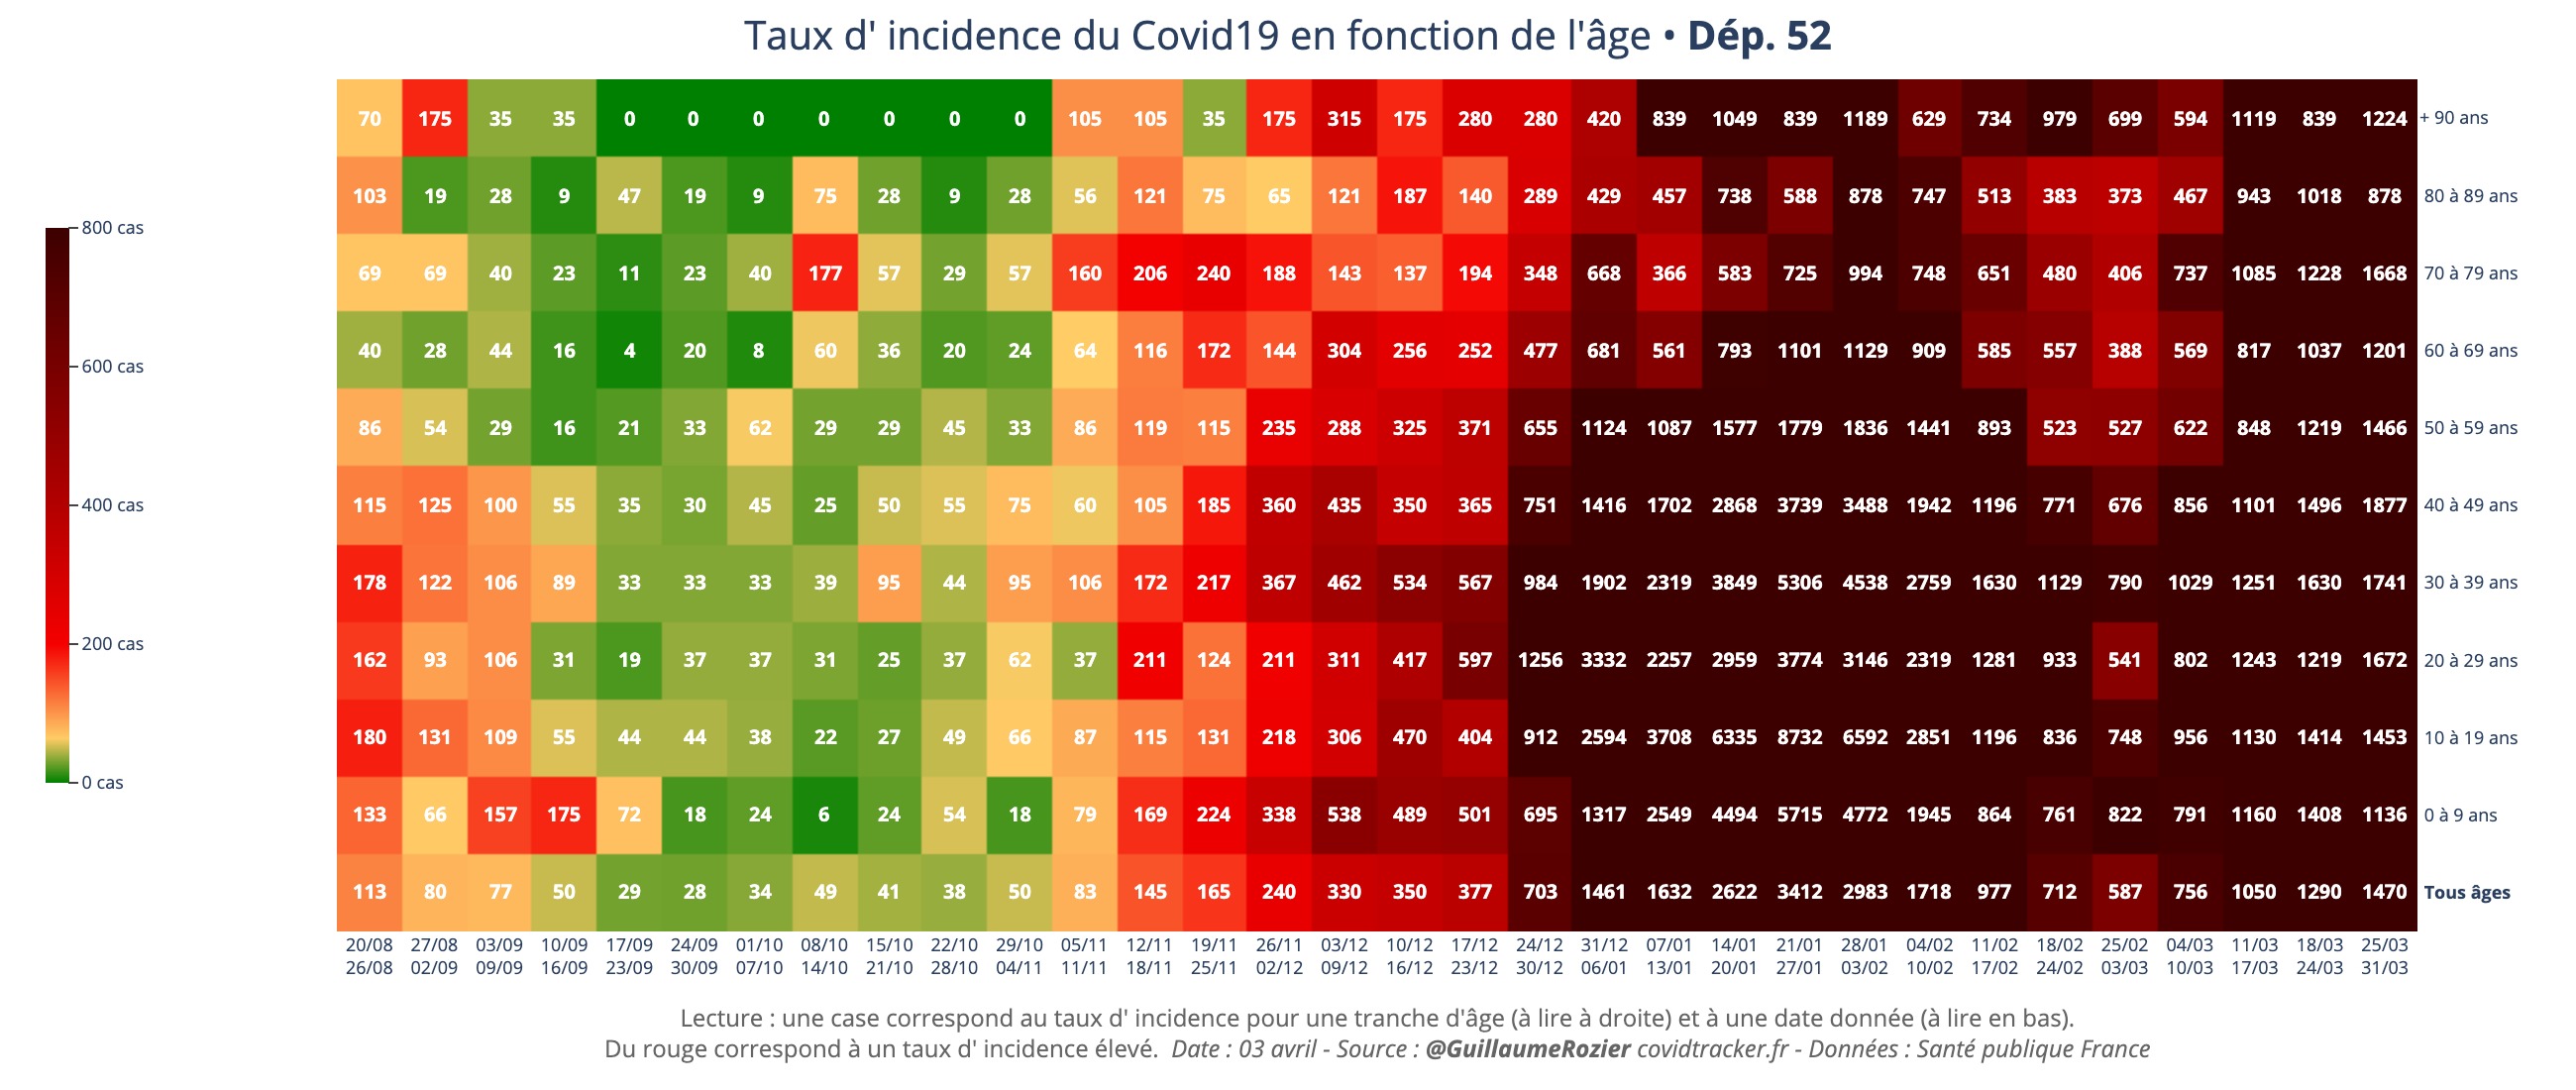 Taux d' incidence du Covid19 en fonction de l'âge • Dép. 52
800 cas
600 cas
400 cas
200 cas
0 cas
70 175 35 35 0 0 0 0 0 0 0 105 105 35 175 315 175 280 280 420 839 1049 839 1189 629 734 979 699 594 1119 839 1224 + 90 ans
103 19 28 9 47 19 9 75 28 9 28 56 121 75 65 121 187 140 289 429 457 738 588 878 747 513 383 373 467 943 1018 878 80 à 89 ans
69 69 40 23 11 23 40 177 57 29 57 160 206 240 188 143 137 194 348 668 366 583 725 994 748 651 480 406 737 1085 1228 1668 70 à 79 ans
40 28 44 16 4 20 8 60 36 20 24 64 116 172 144 304 256 252 477 681 561 793 1101 1129 909 585 557 388 569 817 1037 1201 60 à 69 ans
86 54 29 16 21 33 62 29 29 45 33 86 119 115 235 288 325 371 655 1124 1087 1577 1779 1836 1441 893 523 527 622 848 1219 1466 50 à 59 ans
115 125 100 55 35 30 45 25 50 55 75 60 105 185 360 435 350 365 751 1416 1702 2868 3739 3488 1942 1196 771 676 856 1101 1496 1877 40 à 49 ans
178 122 106 89 33 33 33 39 95 44 95 106 172 217 367 462 534 567 984 1902 2319 3849 5306 4538 2759 1630 1129 790 1029 1251 1630 1741 30 à 39 ans
162 93 106 31 19 37 37 31 25 37 62 37 211 124 211 311 417 597 1256 3332 2257 2959 3774 3146 2319 1281 933 541 802 1243 1219 1672 20 à 29 ans
180 131 109 55 44 44 38 22 27 49 66 87 115 131 218 306 470 404 912 2594 3708 6335 8732 6592 2851 1196 836 748 956 1130 1414 1453 10 à 19 ans
133 66 157 175 72 18 24 6 24 54 18 79 169 224 338 538 489 501 695 1317 2549 4494 5715 4772 1945 864 761 822 791 1160 1408 1136 0 à 9 ans
113 80 77 50 29 28 34 49 41 38 50 83 145 165 240 330 350 377 703 1461 1632 2622 3412 2983 1718 977 712 587 756 1050 1290 1470 Tous âges
20/08 27/08 03/09 10/09 17/09 24/09 01/10 08/10 15/10 22/10 29/10 05/11 12/11 19/11 26/11 03/12 10/12 17/12 24/12 31/12 07/01 14/01 21/01 28/01 04/02 11/02 18/02 25/02 04/03 11/03 18/03 25/03
26/08 02/09 09/09 16/09 23/09 30/09 07/10 14/10 21/10 28/10 04/11 11/11 18/11 25/11 02/12 09/12 16/12 23/12 30/12 06/01 13/01 20/01 27/01 03/02 10/02 17/02 24/02 03/03 10/03 17/03 24/03 31/03
Lecture : une case correspond au taux d' incidence pour une tranche d'âge (à lire à droite) et à une date donnée (à lire en bas).
Du rouge correspond à un taux d' incidence élevé. Date : 03 avril - Source : @GuillaumeRozier covidtracker.fr - Données : Santé publique France